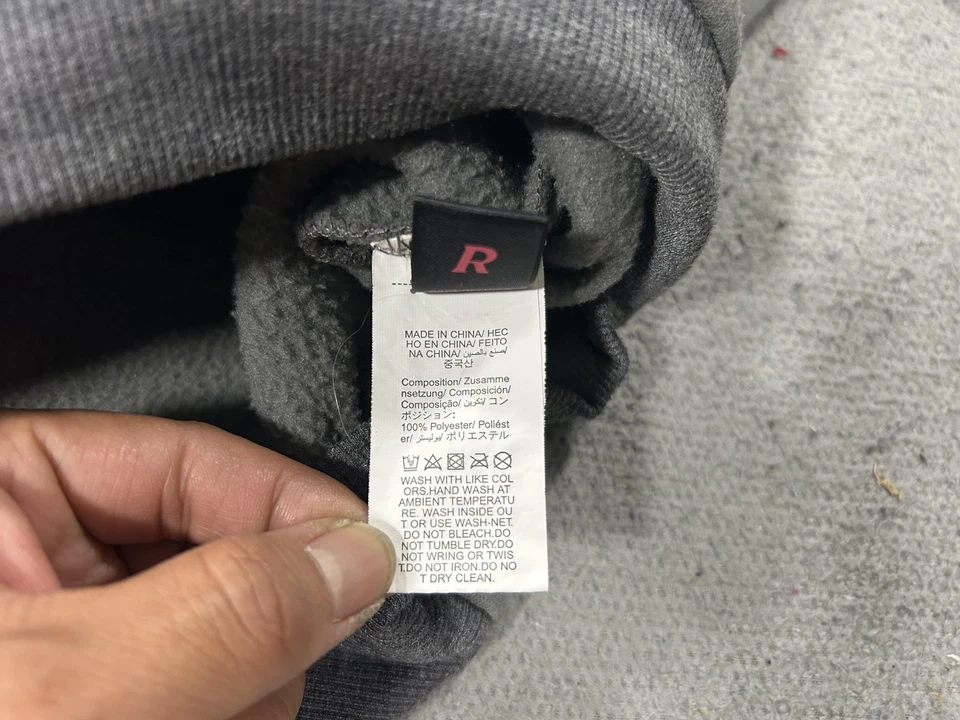 R
MADE IN CHINA/ HEC
HO EN CHINA/ FEITO
NA CHINA/ صنع بالصين/
중국산
Composition/ Zusamme
nsetzung/ Composición/
Composição/ تكوين/ コン
ポジション:
100% Polyester/ Poliést
er/ بوليستر/ ポリエステル
WASH WITH LIKE COL
ORS.HAND WASH AT
AMBIENT TEMPERATU
RE. WASH INSIDE OU
T OR USE WASH-NET.
DO NOT BLEACH.DO
NOT TUMBLE DRY.DO
NOT WRING OR TWIS
T.DO NOT IRON.DO NO
T DRY CLEAN.